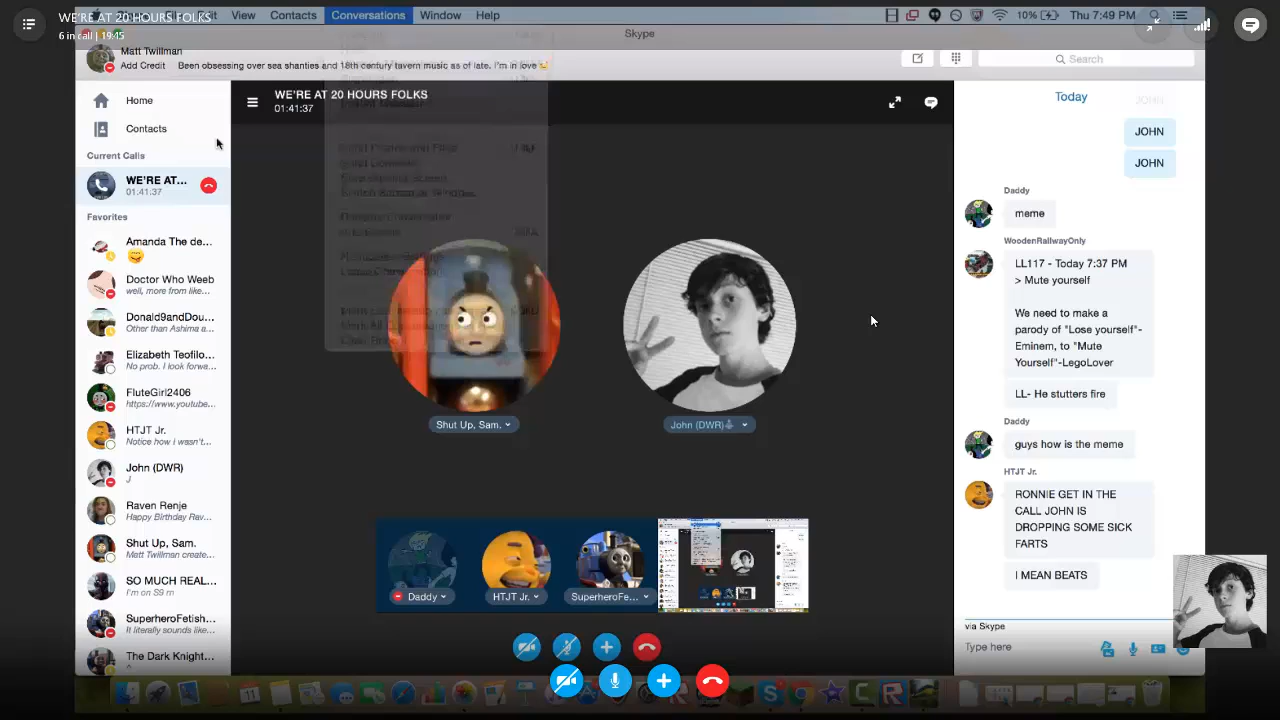 WE'RE AT 20 HOURS FOLKS
6 in call | 19:45
View Contacts Conversations Window Help
10% Thu 7:49 PM
Skype
Matt Twillman
Add Credit Been obsessing over sea shanties and 18th century tavern music as of late. I'm in love
Search
Home
Contacts
Current Calls
WE'RE AT...
01:41:37
Favorites
Amanda The de...
Doctor Who Weeb
well, more from like...
Donald9andDou...
Other than Ashima a...
Elizabeth Teofilo...
No prob. I look forwa...
FluteGirl2406
https://www.youtube...
HTJT Jr.
Notice how i wasn't...
John (DWR)
J
Raven Renje
Happy Birthday Rav...
Shut Up, Sam.
Matt Twillman create...
SO MUCH REAL...
I'm on S9 rn
SuperheroFetish...
It literally sounds like...
The Dark Knight...
WE'RE AT 20 HOURS FOLKS
01:41:37
Shut Up, Sam.
John (DWR)
Daddy
HTJT Jr.
SuperheroFe...
Today
JOHN
JOHN
JOHN
Daddy
meme
WoodenRailwayOnly
LL117 - Today 7:37 PM
> Mute yourself
We need to make a
parody of "Lose yourself"-
Eminem, to "Mute
Yourself"-LegoLover
LL- He stutters fire
Daddy
guys how is the meme
HTJT Jr.
RONNIE GET IN THE
CALL JOHN IS
DROPPING SOME SICK
FARTS
I MEAN BEATS
via Skype
Type here